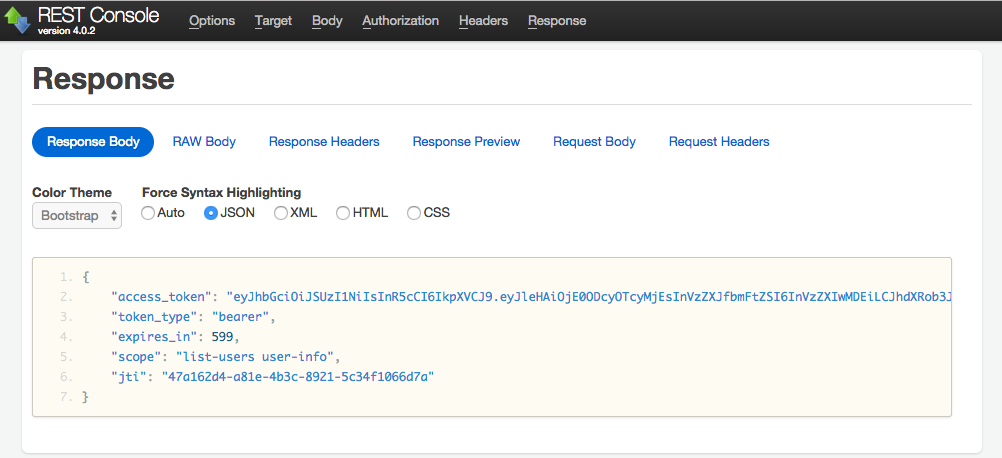 REST Console
version 4.0.2
Options Target Body Authorization Headers Response
Response
Response Body RAW Body Response Headers Response Preview Request Body Request Headers
Color Theme Force Syntax Highlighting
Bootstrap Auto JSON XML HTML CSS
1. {
2. "access_token": "eyJhbGciOiJSUzI1NiIsInR5cCI6IkpXVCJ9.eyJleHAiOjE0ODcyOTcyMjEsInVzZXJfbmFtZSI6InVzZXIwMDEiLCJhdXRob3J
3. "token_type": "bearer",
4. "expires_in": 599,
5. "scope": "list-users user-info",
6. "jti": "47a162d4-a81e-4b3c-8921-5c34f1066d7a"
7. }